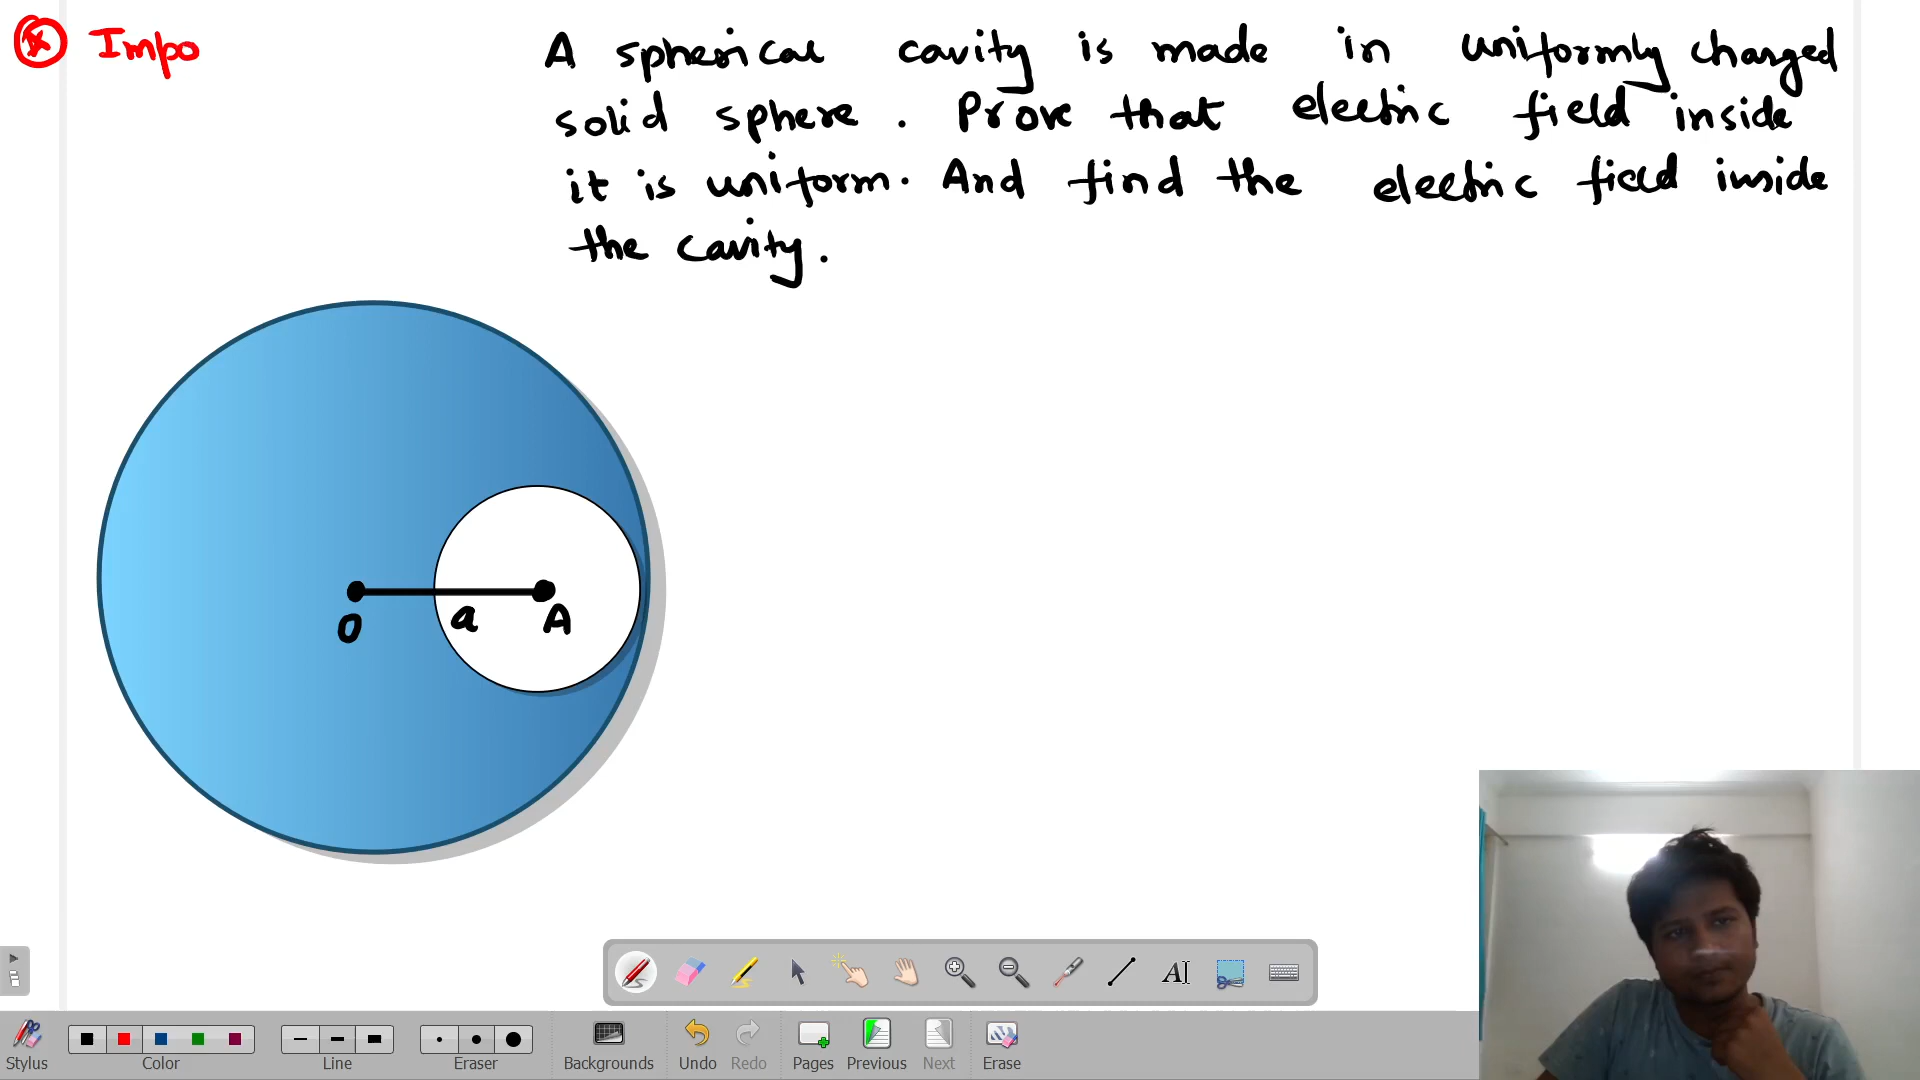 Impo
A spherical cavity is made in uniformly charged
solid sphere. Prove that electric field inside
it is uniform. And find the electric field inside
the cavity.
O a A
Stylus Color Line Eraser Backgrounds Undo Redo Pages Previous Next Erase